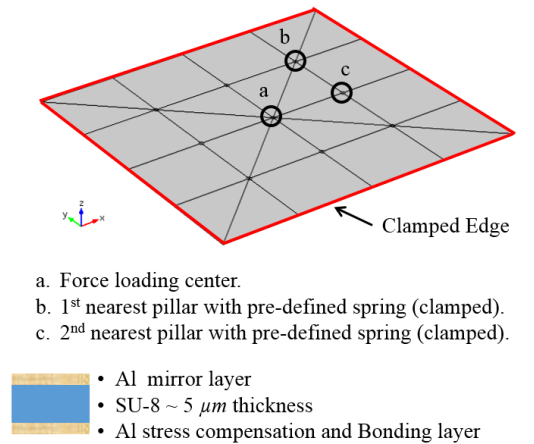 b
c
a
z
y
x
Clamped Edge
a. Force loading center.
b. 1st nearest pillar with pre-defined spring (clamped).
c. 2nd nearest pillar with pre-defined spring (clamped).
• Al mirror layer
• SU-8 ~ 5 μm thickness
• Al stress compensation and Bonding layer